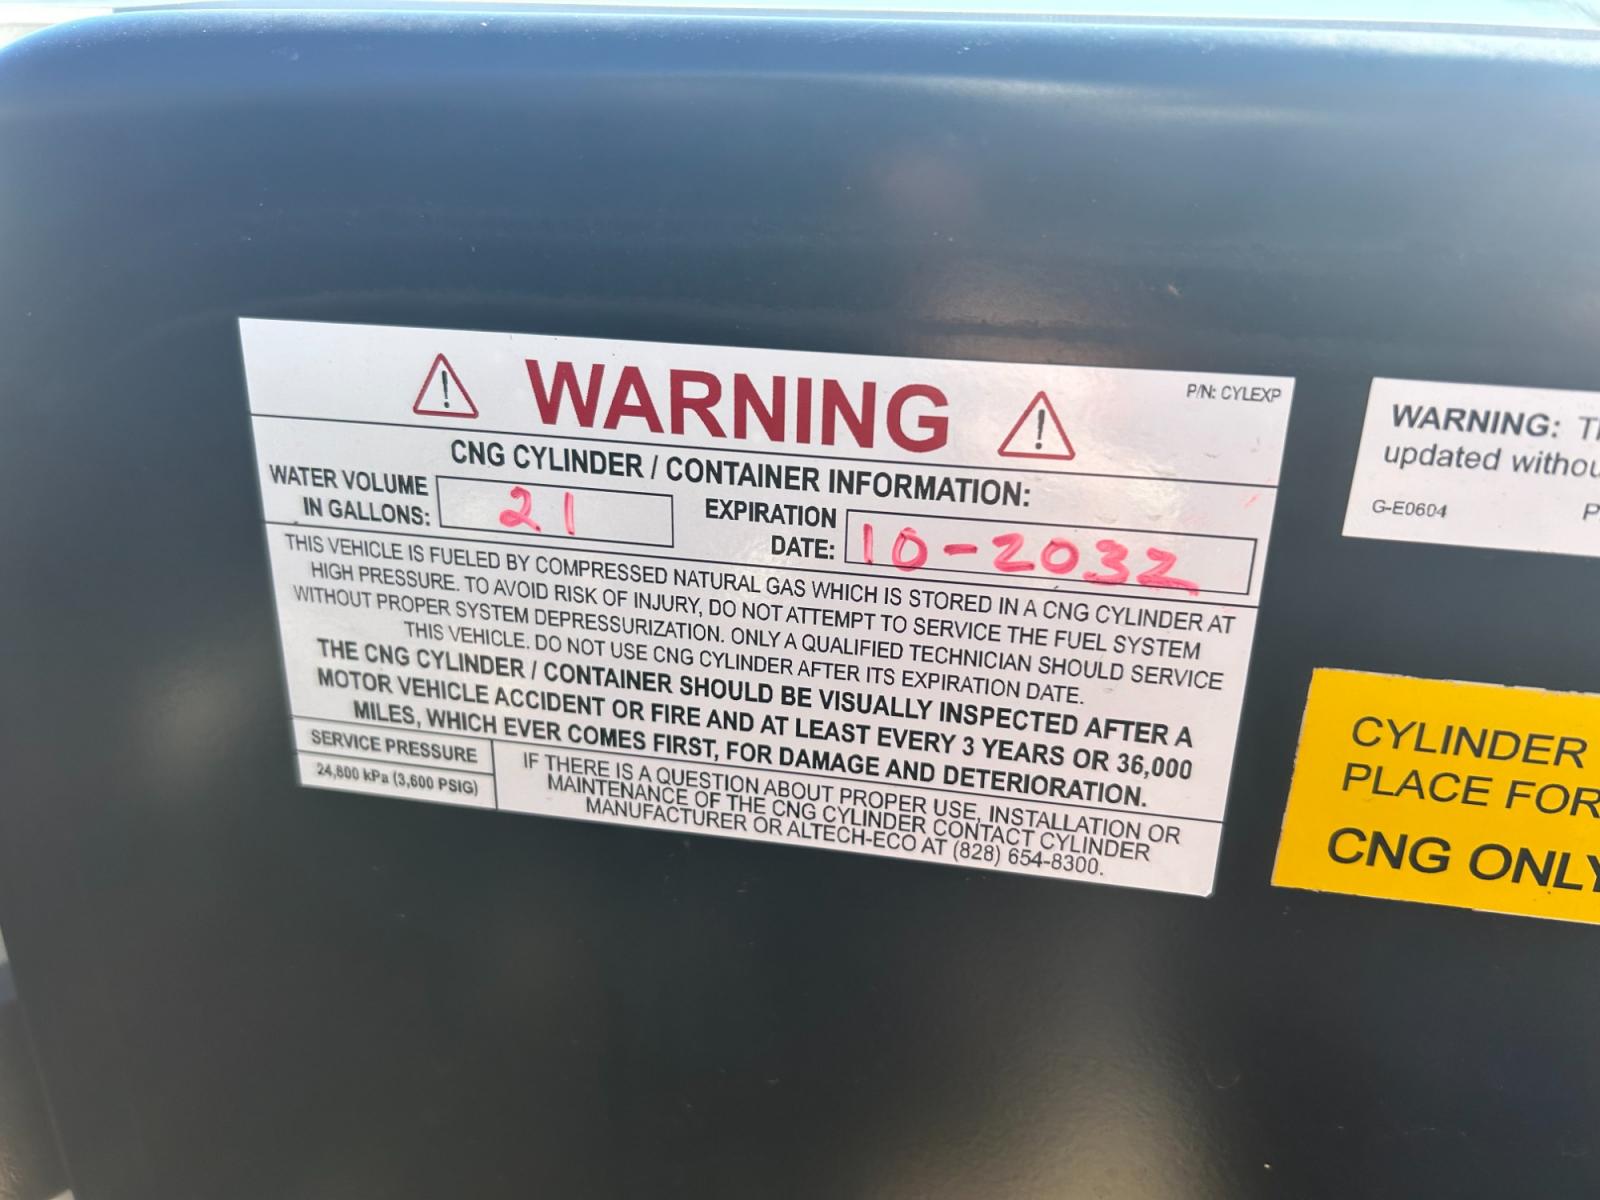 WARNING
P/N: CYLEXP
CNG CYLINDER / CONTAINER INFORMATION:
WATER VOLUME
IN GALLONS:
21
EXPIRATION
DATE:
10-2032
THIS VEHICLE IS FUELED BY COMPRESSED NATURAL GAS WHICH IS STORED IN A CNG CYLINDER AT
HIGH PRESSURE. TO AVOID RISK OF INJURY, DO NOT ATTEMPT TO SERVICE THE FUEL SYSTEM
WITHOUT PROPER SYSTEM DEPRESSURIZATION. ONLY A QUALIFIED TECHNICIAN SHOULD SERVICE
THIS VEHICLE. DO NOT USE CNG CYLINDER AFTER ITS EXPIRATION DATE.
THE CNG CYLINDER / CONTAINER SHOULD BE VISUALLY INSPECTED AFTER A
MOTOR VEHICLE ACCIDENT OR FIRE AND AT LEAST EVERY 3 YEARS OR 36,000
MILES, WHICH EVER COMES FIRST, FOR DAMAGE AND DETERIORATION.
SERVICE PRESSURE
24,800 kPa (3,600 PSIG)
IF THERE IS A QUESTION ABOUT PROPER USE, INSTALLATION OR
MAINTENANCE OF THE CNG CYLINDER CONTACT CYLINDER
MANUFACTURER OR ALTECH-ECO AT (828) 654-8300.
WARNING:
updated
G-E0604
CYLINDER
PLACE FOR
CNG ONLY